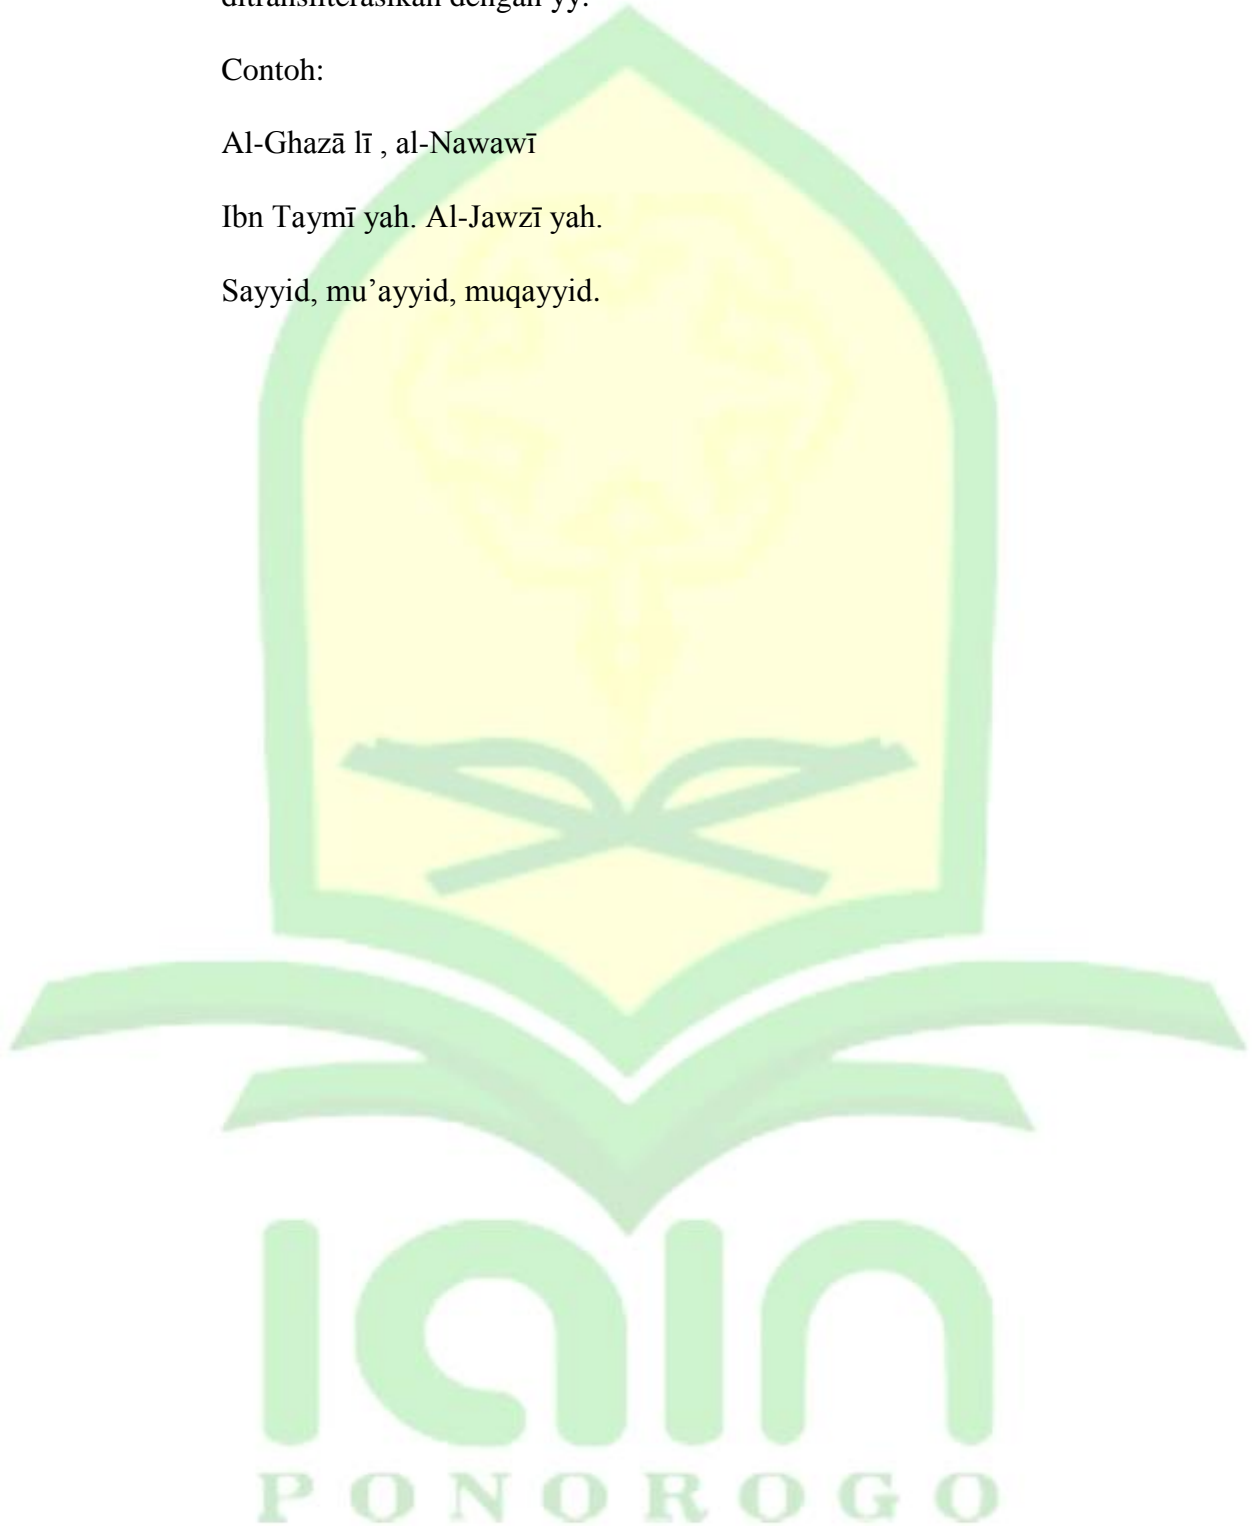 ditransliterasikan dengan yy.
Contoh:
Al-Ghazā lī , al-Nawawī
Ibn Taymī yah. Al-Jawzī yah.
Sayyid, mu’ayyid, muqayyid.
iain
PONOROGO